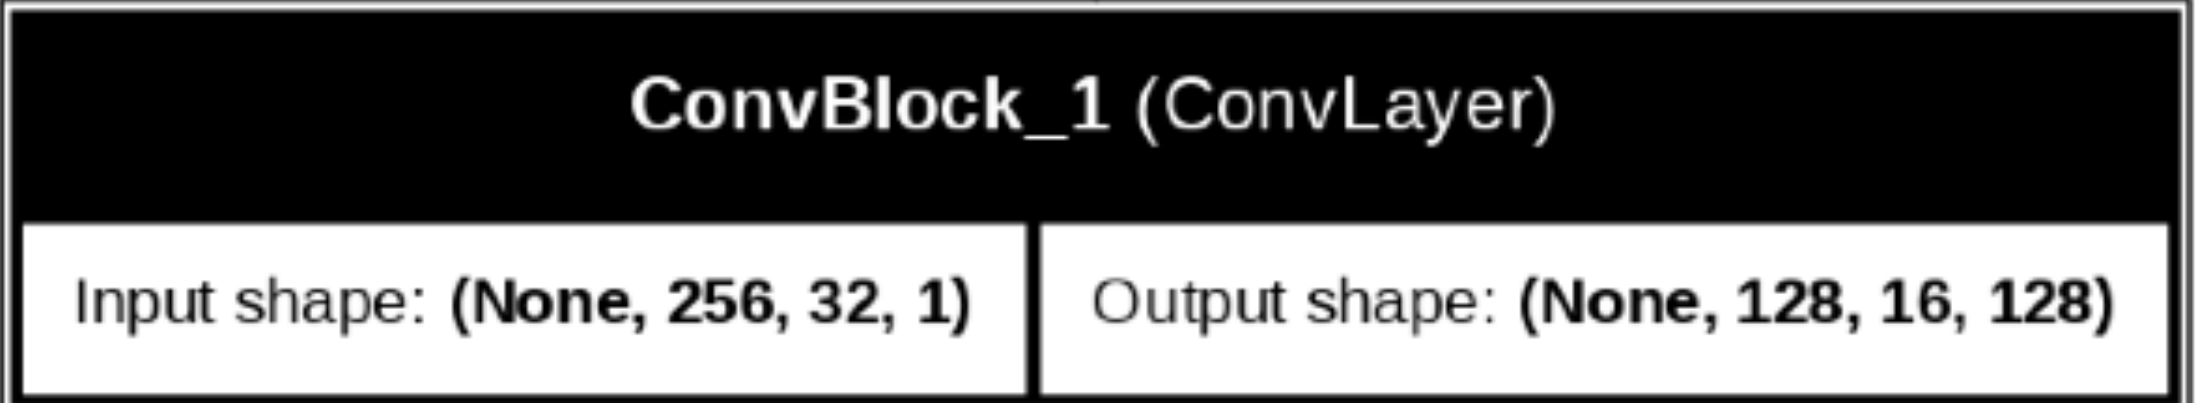 ConvBlock_1 (ConvLayer)
Input shape: (None, 256, 32, 1)
Output shape: (None, 128, 16, 128)